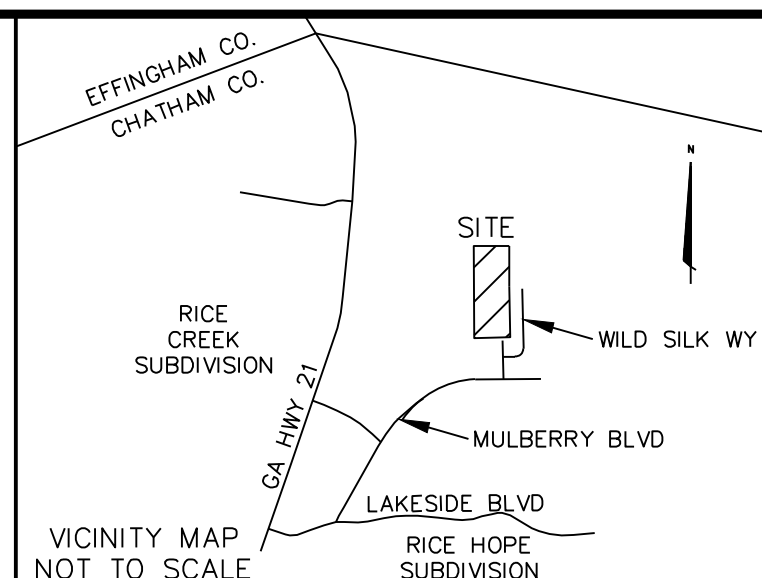 EFFINGHAM CO.
CHATHAM CO.
N
SITE
RICE
CREEK
SUBDIVISION
WILD SILK WY
GA HWY 21
MULBERRY BLVD
LAKESIDE BLVD
VICINITY MAP
NOT TO SCALE
RICE HOPE
SUBDIVISION